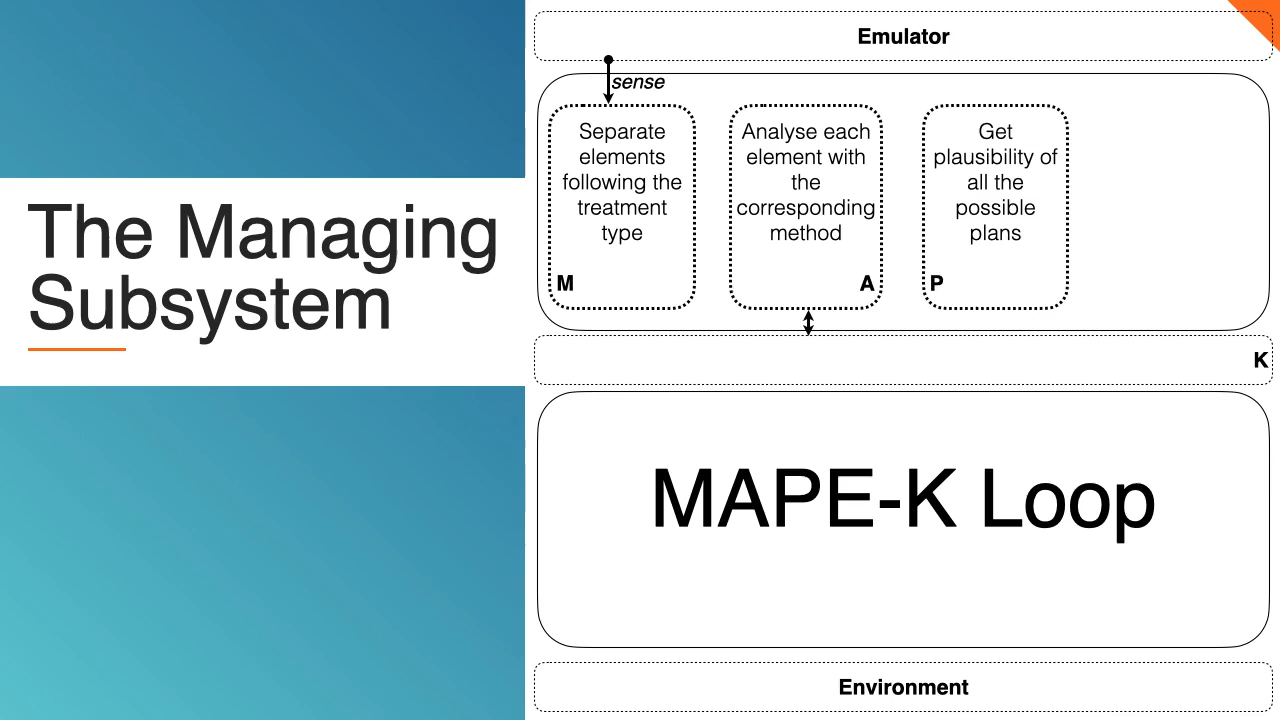 The Managing
Subsystem
Emulator
sense
Separate
elements
following the
treatment
type
M
Analyse each
element with
the
corresponding
method
A
Get
plausibility of
all the
possible
plans
P
K
MAPE-K Loop
Environment